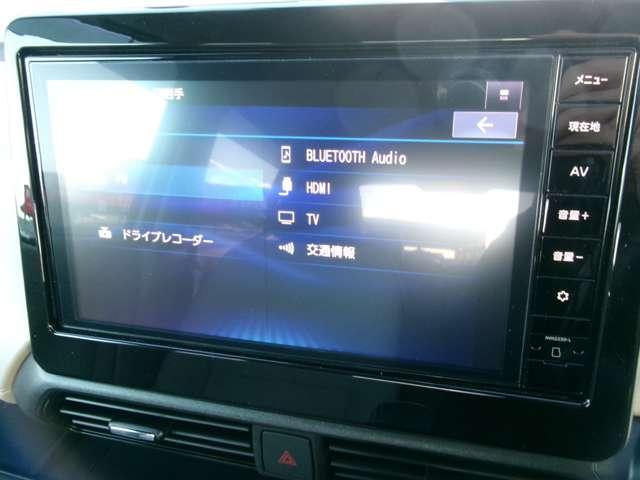 メニュー
現在地
BLUETOOTH Audio
AV
HDMI
TV
音量+
ドライブレコーダー
交通情報
音量-